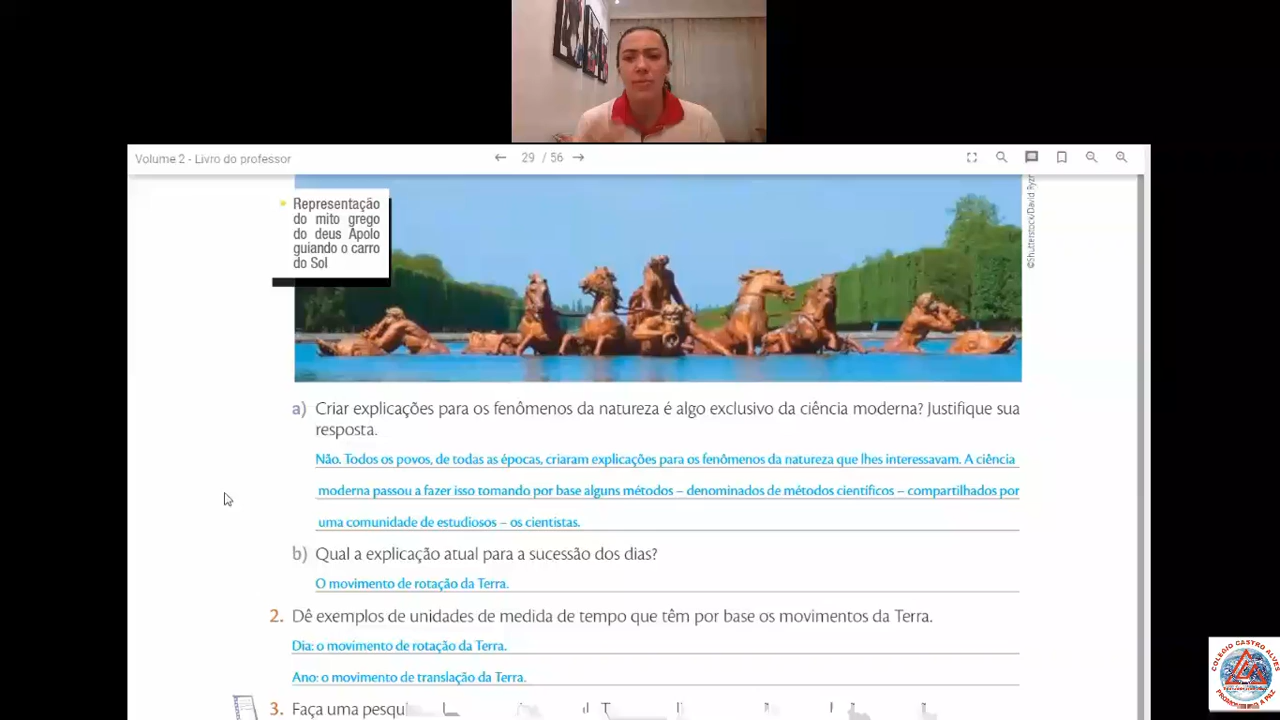 Volume 2 - Livro do professor
29 / 56
Representação
do mito grego
do deus Apolo
guiando o carro
do Sol
©Shutterstock/David
a) Criar explicações para os fenômenos da natureza é algo exclusivo da ciência moderna? Justifique sua
resposta.
Não. Todos os povos, de todas as épocas, criaram explicações para os fenômenos da natureza que lhes interessavam. A ciência
moderna passou a fazer isso tomando por base alguns métodos – denominados de métodos científicos – compartilhados por
uma comunidade de estudiosos – os cientistas.
b) Qual a explicação atual para a sucessão dos dias?
O movimento de rotação da Terra.
2. Dê exemplos de unidades de medida de tempo que têm por base os movimentos da Terra.
Dia: o movimento de rotação da Terra.
Ano: o movimento de translação da Terra.
3. Faça uma
COLÉGIO CASTRO ALVES